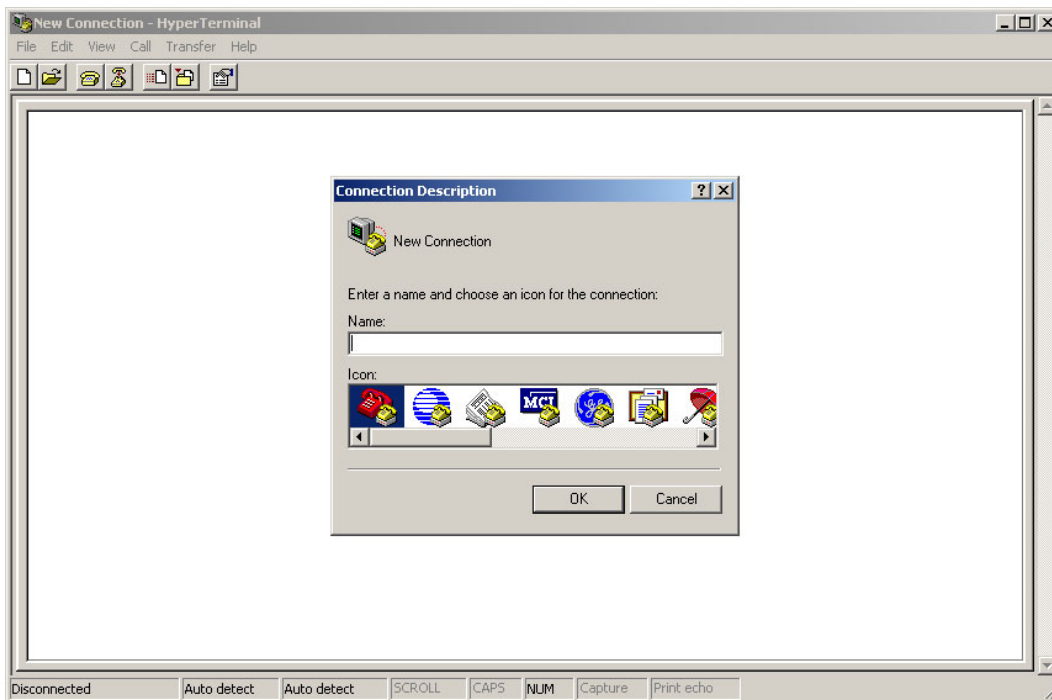 New Connection - HyperTerminal
File Edit View Call Transfer Help
Connection Description
New Connection
Enter a name and choose an icon for the connection:
Name:
Icon:
MCI
OK Cancel
Disconnected Auto detect Auto detect SCROLL CAPS NUM Capture Print echo